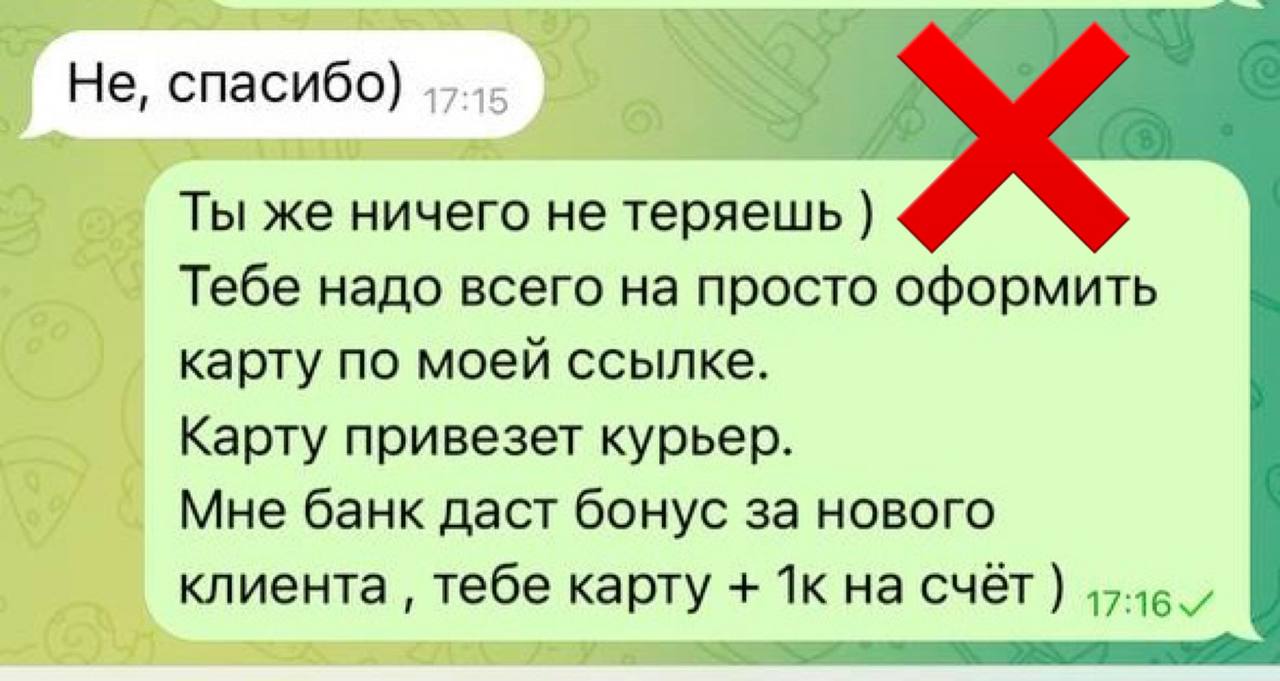 Не, спасибо) 17:15
Ты же ничего не теряешь )
Тебе надо всего на просто оформить
карту по моей ссылке.
Карту привезет курьер.
Мне банк даст бонус за нового
клиента , тебе карту + 1к на счёт ) 17:16